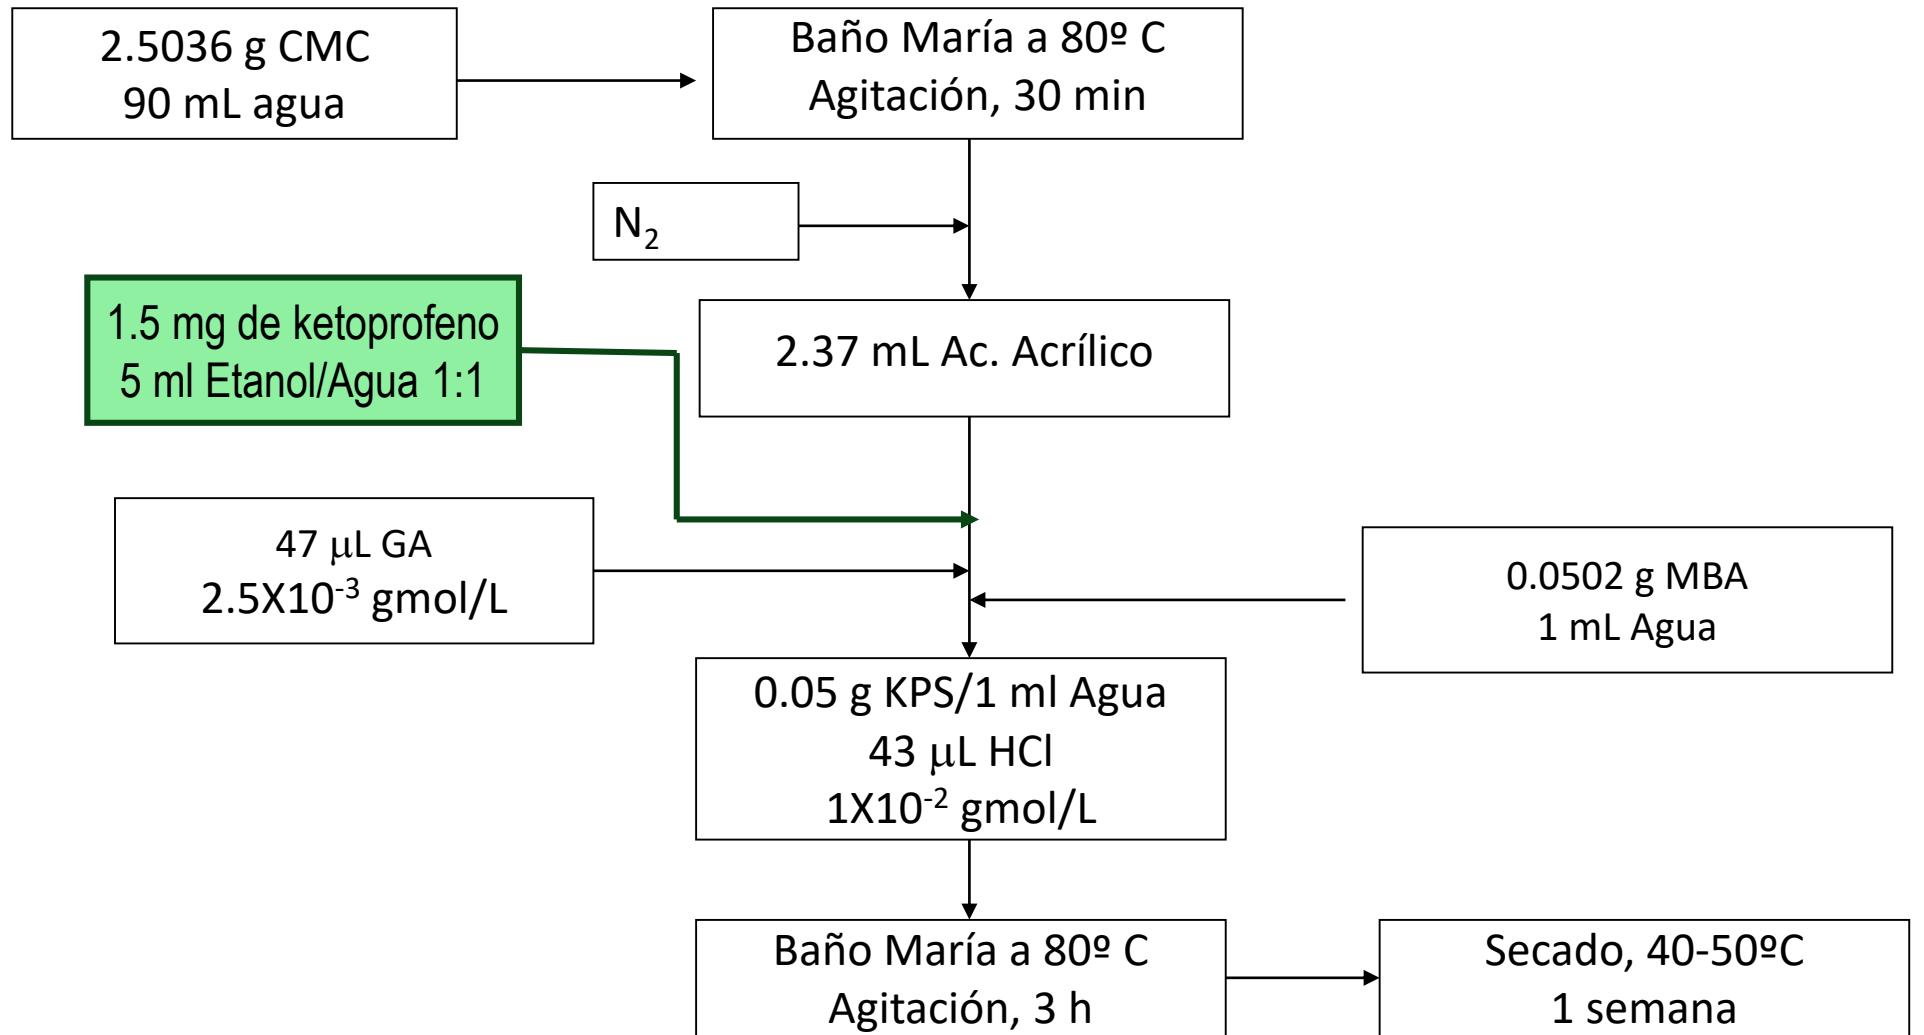 2.5036 g CMC
90 mL agua
Baño María a 80º C
Agitación, 30 min
N₂
1.5 mg de ketoprofeno
5 ml Etanol/Agua 1:1
2.37 mL Ac. Acrílico
47 μL GA
2.5X10⁻³ gmol/L
0.0502 g MBA
1 mL Agua
0.05 g KPS/1 ml Agua
43 μL HCl
1X10⁻² gmol/L
Baño María a 80º C
Agitación, 3 h
Secado, 40-50ºC
1 semana